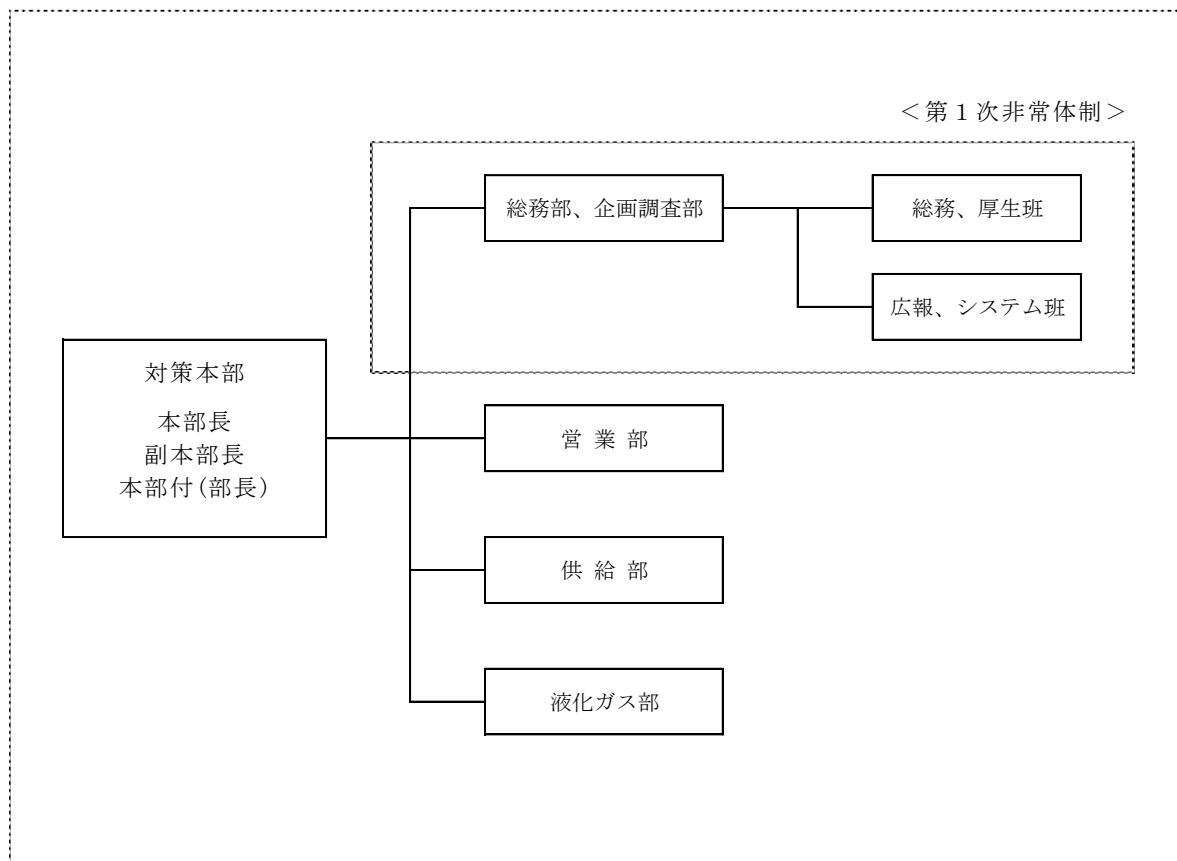 ＜第１次非常体制＞
総務部、企画調査部
総務、厚生班
広報、システム班
対策本部
本部長
副本部長
本部付(部長)
営 業 部
供 給 部
液化ガス部